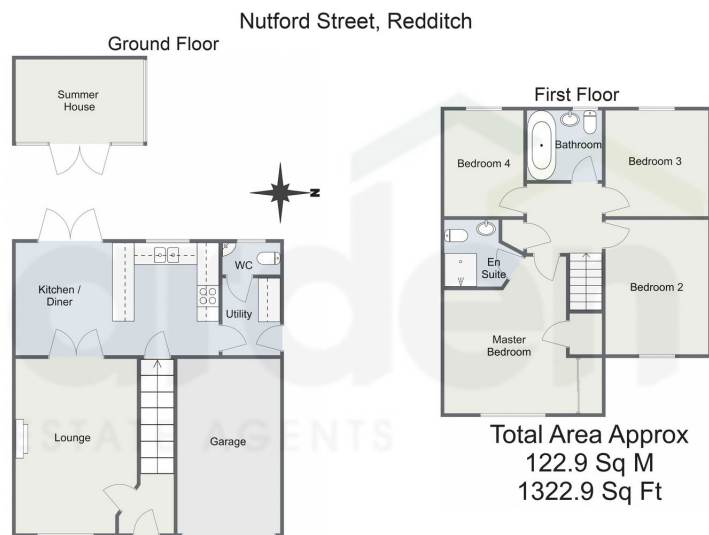 Nutford Street, Redditch
Ground Floor
Summer
House
N
Kitchen /
Diner
WC
Utility
Lounge
Garage
First Floor
Bedroom 4
Bathroom
Bedroom 3
En
Suite
Bedroom 2
Master
Bedroom
arden
ESTATE AGENTS
Total Area Approx
122.9 Sq M
1322.9 Sq Ft